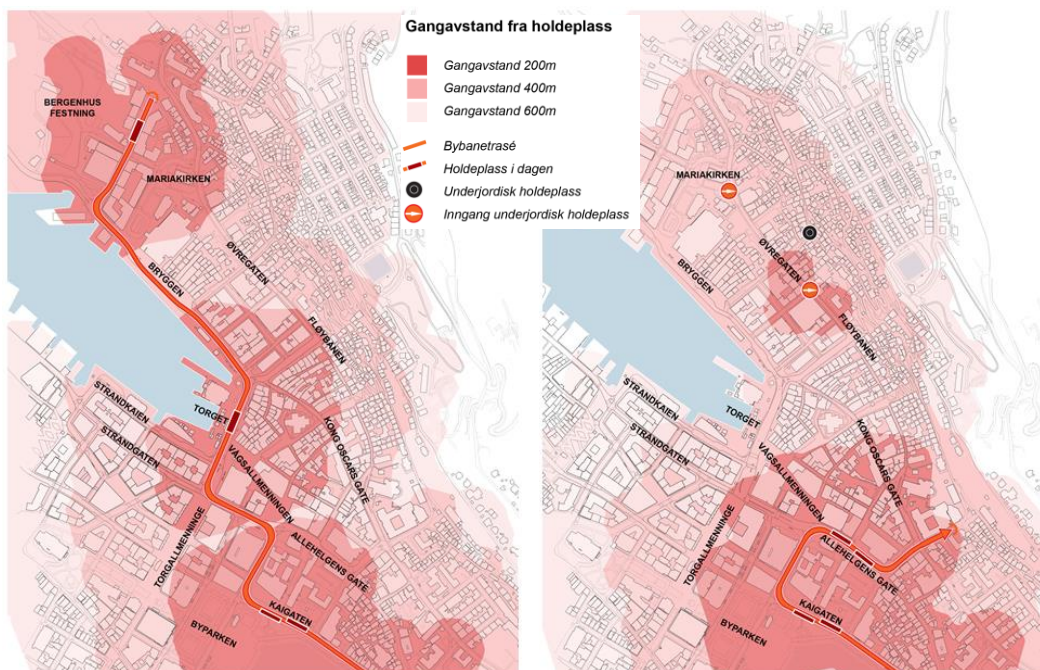 Gangavstand fra holdeplass
Gangavstand 200m
Gangavstand 400m
Gangavstand 600m
Bybanetrasé
Holdeplass i dagen
Underjordisk holdeplass
Inngang underjordisk holdeplass
BERGENHUS
FESTNING
MARIAKIRKEN
ØVREGATEN
BRYGGEN
FLØYBANEN
STRANDKAIEN
TORGET
STRANDGATEN
KONG OSCARS GATE
VÅGSALLMENNINGEN
TORGALLMENNINGE
ALLEHELGENS GATE
KAIGATEN
BYPARKEN
MARIAKIRKEN
ØVREGATEN
BRYGGEN
FLØYBANEN
STRANDKAIEN
TORGET
STRANDGATEN
KONG OSCARS GATE
VÅGSALLMENNINGEN
TORGALLMENNINGE
ALLEHELGENS GATE
KAIGATEN
BYPARKEN